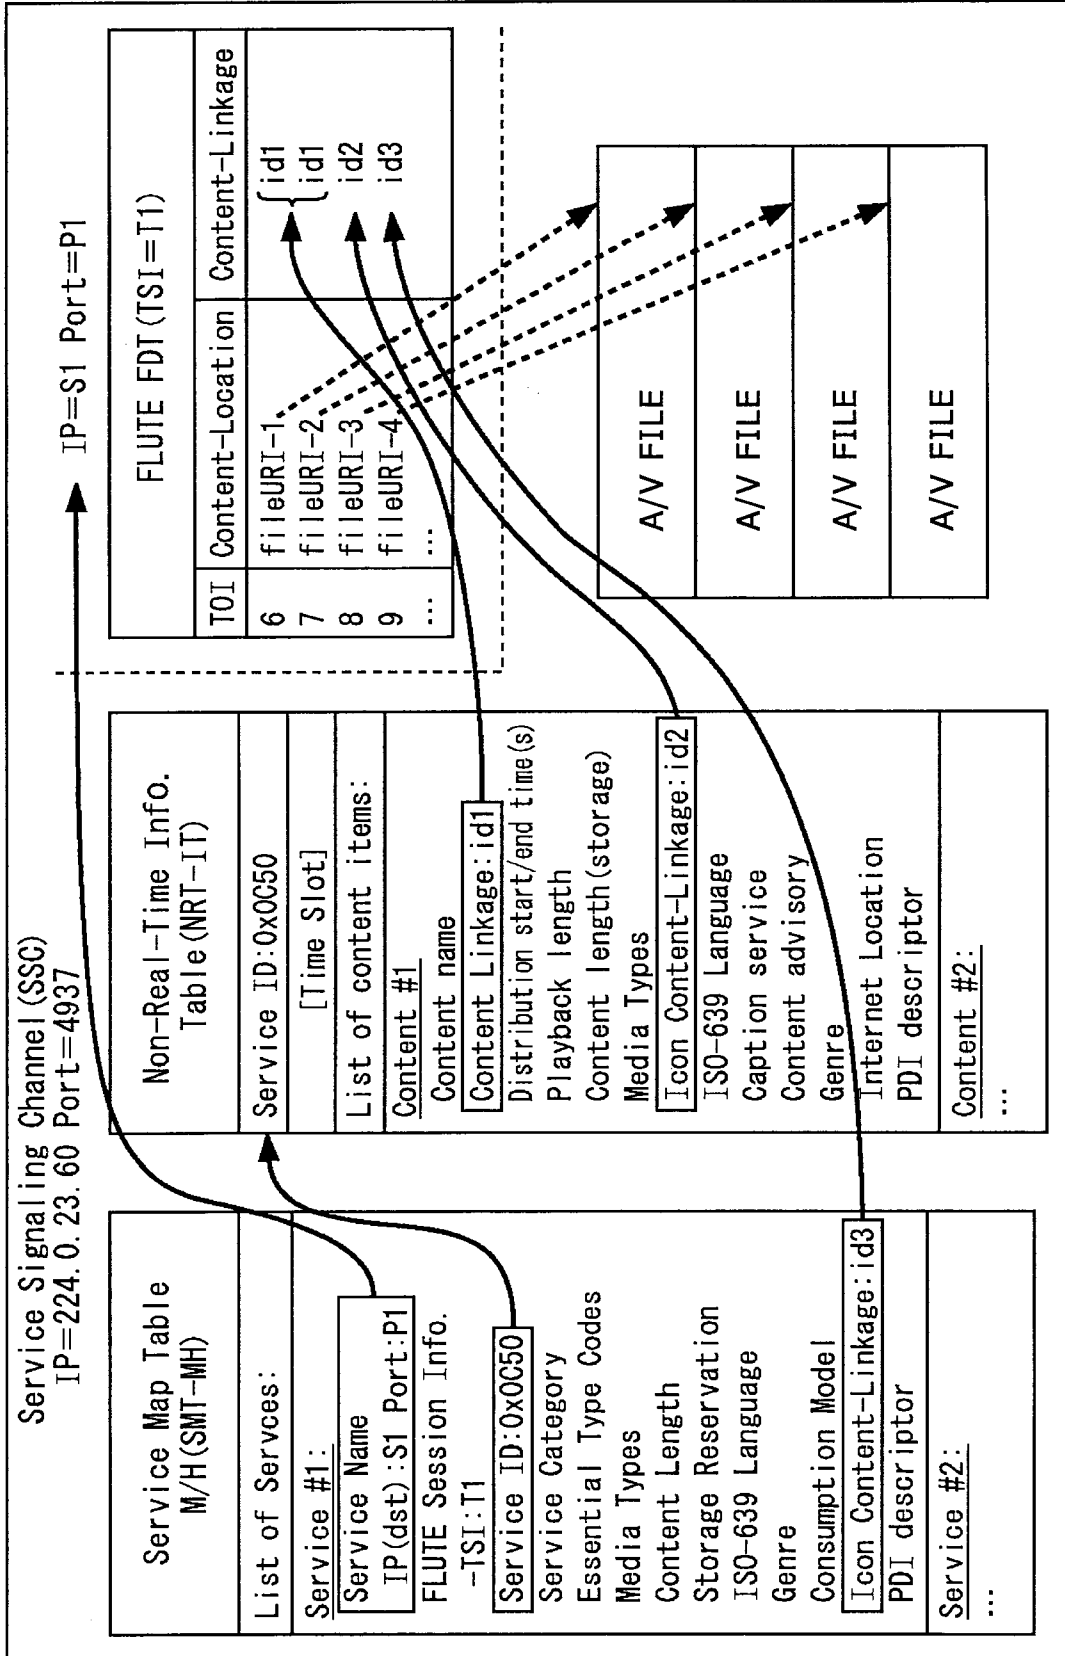 Service Signaling Channel(SSC)
IP=224.0.23.60 Port=4937
IP=S1 Port=P1
Service Map Table
M/H(SMT-MH)
List of Servces:
Service #1:
Service Name
IP(dst):S1 Port:P1
FLUTE Session Info.
-TSI:T1
Service ID:0x0C50
Service Category
Essential Type Codes
Media Types
Content Length
Storage Reservation
ISO-639 Language
Genre
Consumption Model
Icon Content-Linkage:id3
PDI descriptor
Service #2:
...
Non-Real-Time Info.
Table(NRT-IT)
Service ID:0x0C50
[Time Slot]
List of content items:
Content #1
Content name
Content Linkage:id1
Distribution start/end time(s)
Playback length
Content length(storage)
Media Types
Icon Content-Linkage:id2
ISO-639 Language
Caption service
Content advisory
Genre
Internet Location
PDI descriptor
Content #2:
...
FLUTE FDT(TSI=T1)
TOI Content-Location Content-Linkage
6 fileURI-1 id1
7 fileURI-2 id1
8 fileURI-3 id2
9 fileURI-4 id3
... ...
A/V FILE
A/V FILE
A/V FILE
A/V FILE